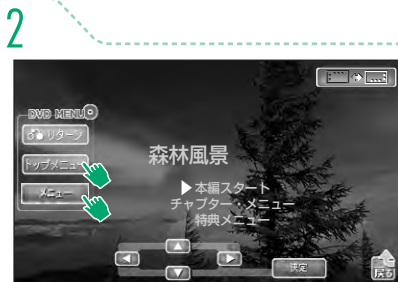 2
DVD MENU
リターン
トップメニュー
メニュー
森林風景
本編スタート
チャプター・メニュー
特典メニュー
決定
戻る